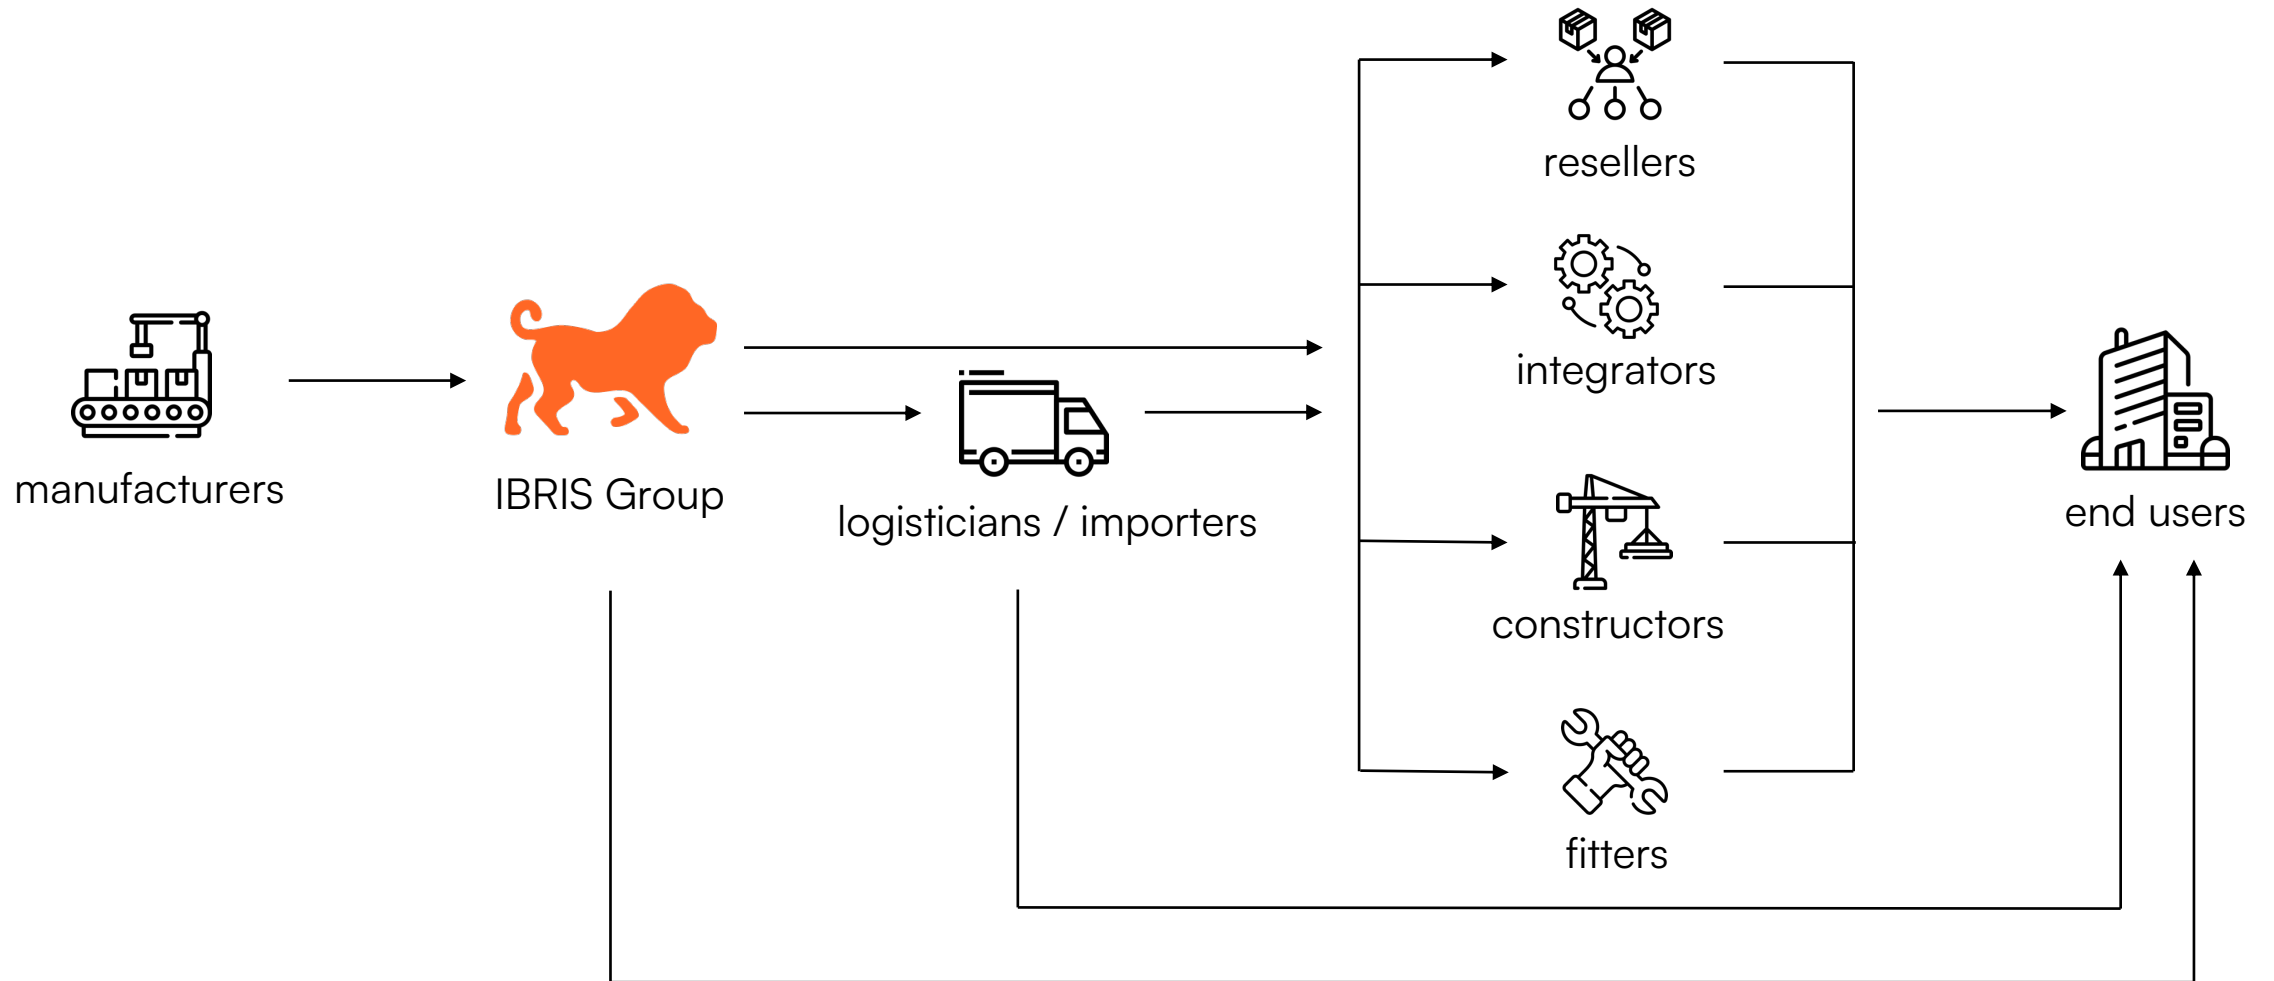 manufacturers
IBRIS Group
logisticians / importers
resellers
integrators
constructors
fitters
end users